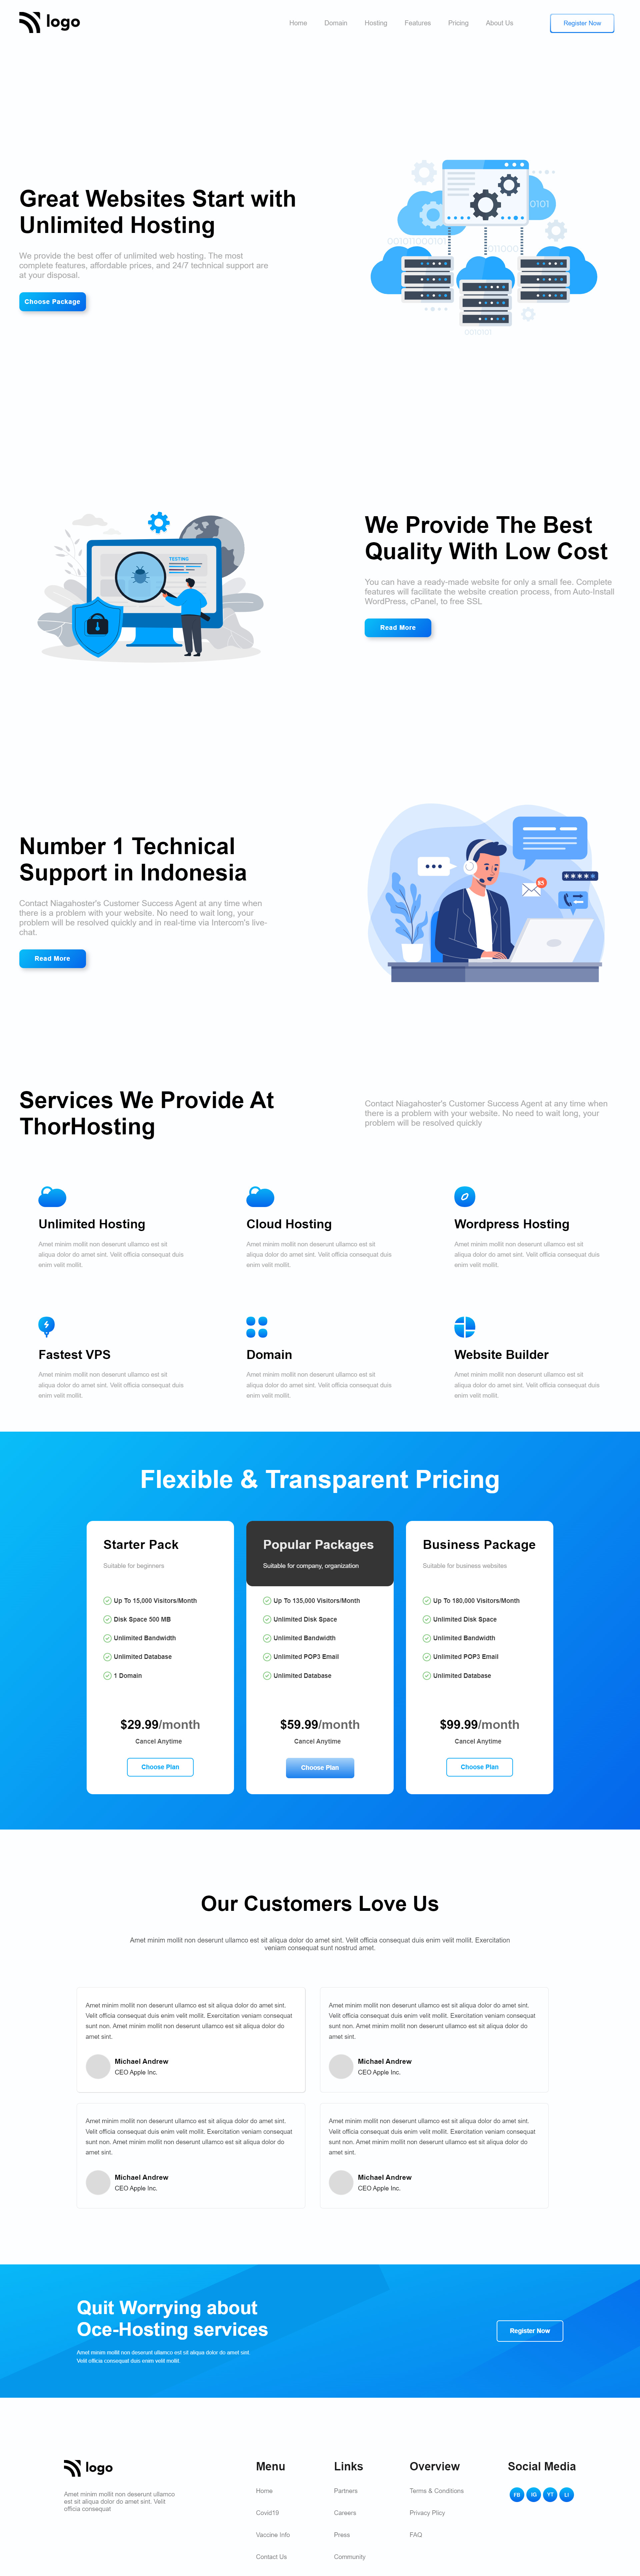 logo
Home Domain Hosting Features Pricing About Us Register Now
Great Websites Start with
Unlimited Hosting
We provide the best offer of unlimited web hosting. The most
complete features, affordable prices, and 24/7 technical support are
at your disposal.
Choose Package
0101
001011000101
110001
0010101
TESTING
We Provide The Best
Quality With Low Cost
You can have a ready-made website for only a small fee. Complete
features will facilitate the website creation process, from Auto-Install
WordPress, cPanel, to free SSL
Read More
Number 1 Technical
Support in Indonesia
Contact Niagahoster's Customer Success Agent at any time when
there is a problem with your website. No need to wait long, your
problem will be resolved quickly and in real-time via Intercom's live-
chat.
Read More
85
*****
Services We Provide At
ThorHosting
Contact Niagahoster's Customer Success Agent at any time when
there is a problem with your website. No need to wait long, your
problem will be resolved quickly
Unlimited Hosting
Amet minim mollit non deserunt ullamco est sit
aliqua dolor do amet sint. Velit officia consequat duis
enim velit mollit.
Cloud Hosting
Amet minim mollit non deserunt ullamco est sit
aliqua dolor do amet sint. Velit officia consequat duis
enim velit mollit.
Wordpress Hosting
Amet minim mollit non deserunt ullamco est sit
aliqua dolor do amet sint. Velit officia consequat duis
enim velit mollit.
Fastest VPS
Amet minim mollit non deserunt ullamco est sit
aliqua dolor do amet sint. Velit officia consequat duis
enim velit mollit.
Domain
Amet minim mollit non deserunt ullamco est sit
aliqua dolor do amet sint. Velit officia consequat duis
enim velit mollit.
Website Builder
Amet minim mollit non deserunt ullamco est sit
aliqua dolor do amet sint. Velit officia consequat duis
enim velit mollit.
Flexible & Transparent Pricing
Starter Pack
Suitable for beginners
Up To 15,000 Visitors/Month
Disk Space 500 MB
Unlimited Bandwidth
Unlimited Database
1 Domain
$29.99/month
Cancel Anytime
Choose Plan
Popular Packages
Suitable for company, organization
Up To 135,000 Visitors/Month
Unlimited Disk Space
Unlimited Bandwidth
Unlimited POP3 Email
Unlimited Database
$59.99/month
Cancel Anytime
Choose Plan
Business Package
Suitable for business websites
Up To 180,000 Visitors/Month
Unlimited Disk Space
Unlimited Bandwidth
Unlimited POP3 Email
Unlimited Database
$99.99/month
Cancel Anytime
Choose Plan
Our Customers Love Us
Amet minim mollit non deserunt ullamco est sit aliqua dolor do amet sint. Velit officia consequat duis enim velit mollit. Exercitation
veniam consequat sunt nostrud amet.
Amet minim mollit non deserunt ullamco est sit aliqua dolor do amet sint.
Velit officia consequat duis enim velit mollit. Exercitation veniam consequat
sunt non. Amet minim mollit non deserunt ullamco est sit aliqua dolor do
amet sint.
Michael Andrew
CEO Apple Inc.
Amet minim mollit non deserunt ullamco est sit aliqua dolor do amet sint.
Velit officia consequat duis enim velit mollit. Exercitation veniam consequat
sunt non. Amet minim mollit non deserunt ullamco est sit aliqua dolor do
amet sint.
Michael Andrew
CEO Apple Inc.
Amet minim mollit non deserunt ullamco est sit aliqua dolor do amet sint.
Velit officia consequat duis enim velit mollit. Exercitation veniam consequat
sunt non. Amet minim mollit non deserunt ullamco est sit aliqua dolor do
amet sint.
Michael Andrew
CEO Apple Inc.
Amet minim mollit non deserunt ullamco est sit aliqua dolor do amet sint.
Velit officia consequat duis enim velit mollit. Exercitation veniam consequat
sunt non. Amet minim mollit non deserunt ullamco est sit aliqua dolor do
amet sint.
Michael Andrew
CEO Apple Inc.
Quit Worrying about
Oce-Hosting services
Amet minim mollit non deserunt ullamco est sit aliqua dolor do amet sint.
Velit officia consequat duis enim velit mollit.
Register Now
logo
Amet minim mollit non deserunt ullamco
est sit aliqua dolor do amet sint. Velit
officia consequat
Menu
Home
Covid19
Vaccine Info
Contact Us
Links
Partners
Careers
Press
Community
Overview
Terms & Conditions
Privacy Plicy
FAQ
Social Media
FB IG YT LI